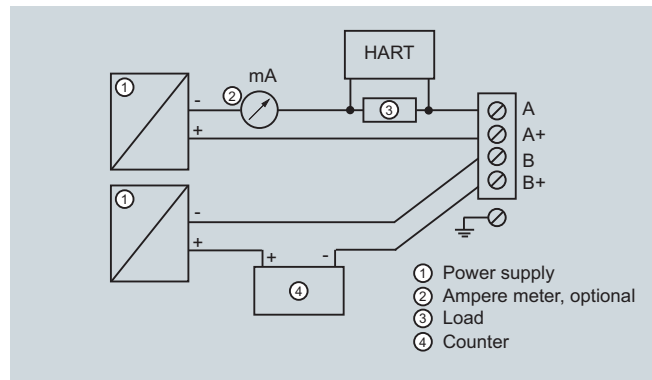 HART
mA
①
②
③
-
+
A
A+
B
B+
①
-
+
+
-
④
① Power supply
② Ampere meter, optional
③ Load
④ Counter